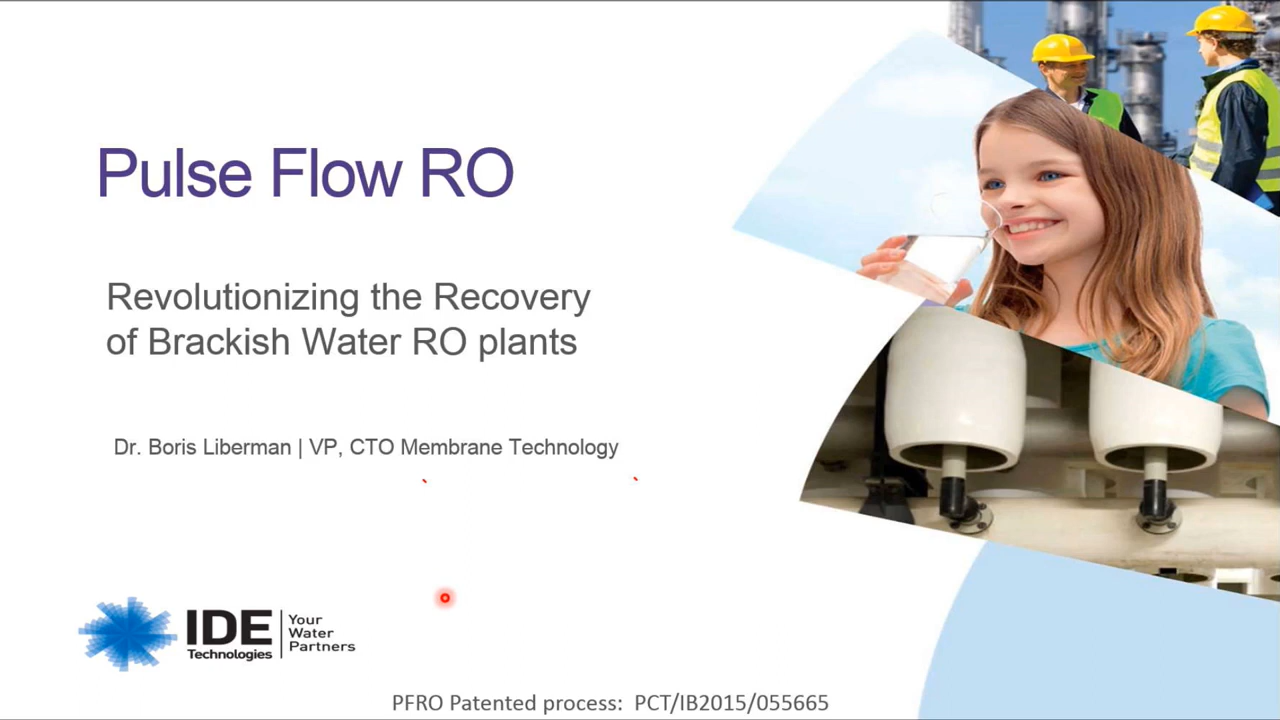 Pulse Flow RO
Revolutionizing the Recovery
of Brackish Water RO plants
Dr. Boris Liberman | VP, CTO Membrane Technology
IDE
Technologies
Your
Water
Partners
PFRO Patented process: PCT/IB2015/055665